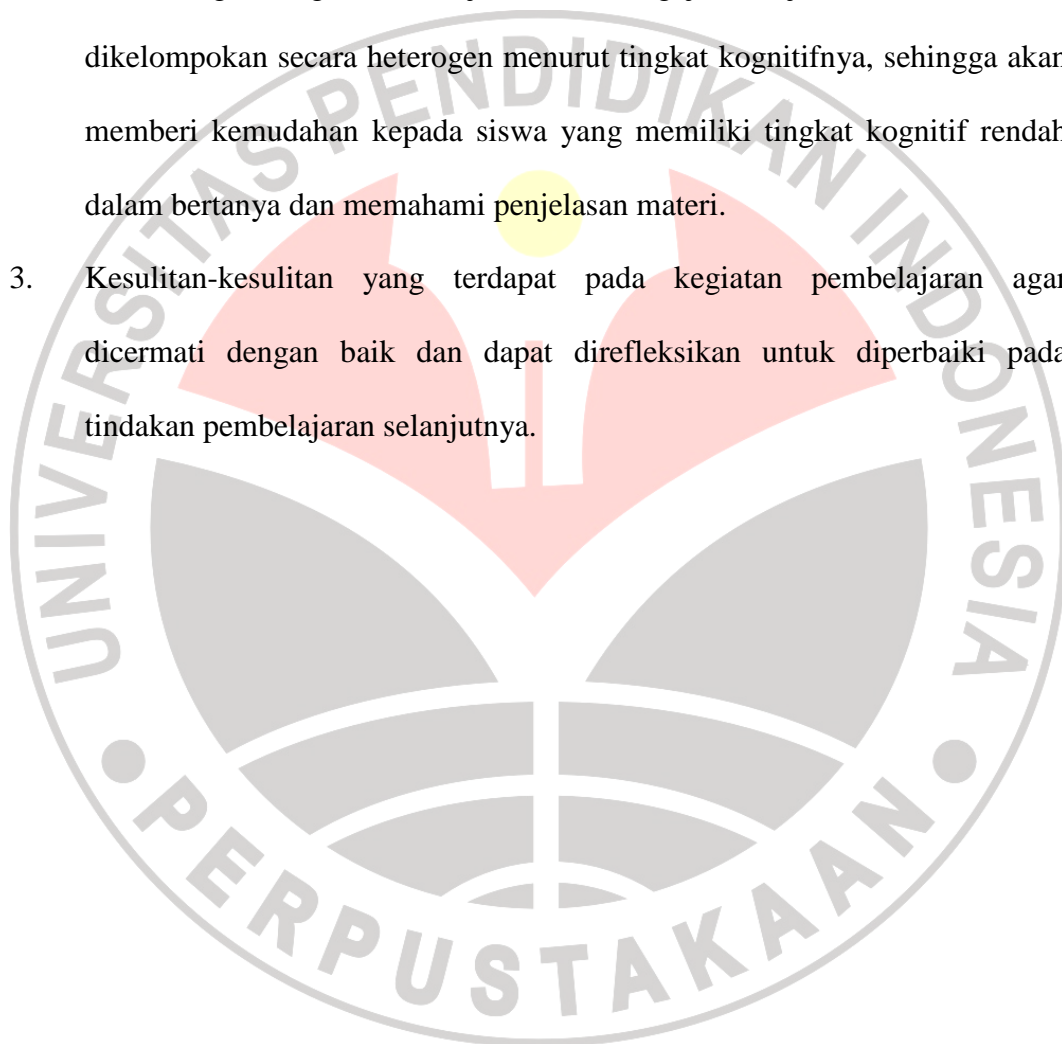 dikelompokan secara heterogen menurut tingkat kognitifnya, sehingga akan
memberi kemudahan kepada siswa yang memiliki tingkat kognitif rendah
dalam bertanya dan memahami penjelasan materi.
3. Kesulitan-kesulitan yang terdapat pada kegiatan pembelajaran agar
dicermati dengan baik dan dapat direfleksikan untuk diperbaiki pada
tindakan pembelajaran selanjutnya.
UNIVERSITAS PENDIDIKAN INDONESIA
PERPUSTAKAAN